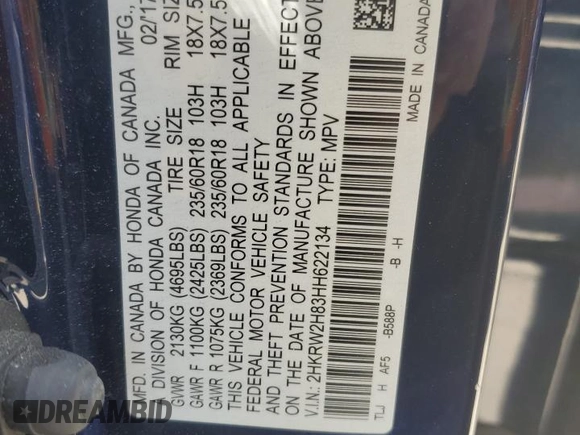 MFD. IN CANADA BY HONDA OF CANADA MFG.,
A DIVISION OF HONDA CANADA INC. 02/'17
GVWR 2130KG (4695LBS) TIRE SIZE RIM SIZ
GAWR F 1100KG (2425LBS) 235/60R18 103H 18X7.5
GAWR R 1075KG (2369LBS) 235/60R18 103H 18X7.5
THIS VEHICLE CONFORMS TO ALL APPLICABLE
FEDERAL MOTOR VEHICLE SAFETY
AND THEFT PREVENTION STANDARDS IN EFFECT
ON THE DATE OF MANUFACTURE SHOWN ABOVE
V.I.N.: 2HKRW2H83HH622134 TYPE: MPV
MADE IN CANADA
TLJ H AF5 -B588P -B -H
DREAMBID